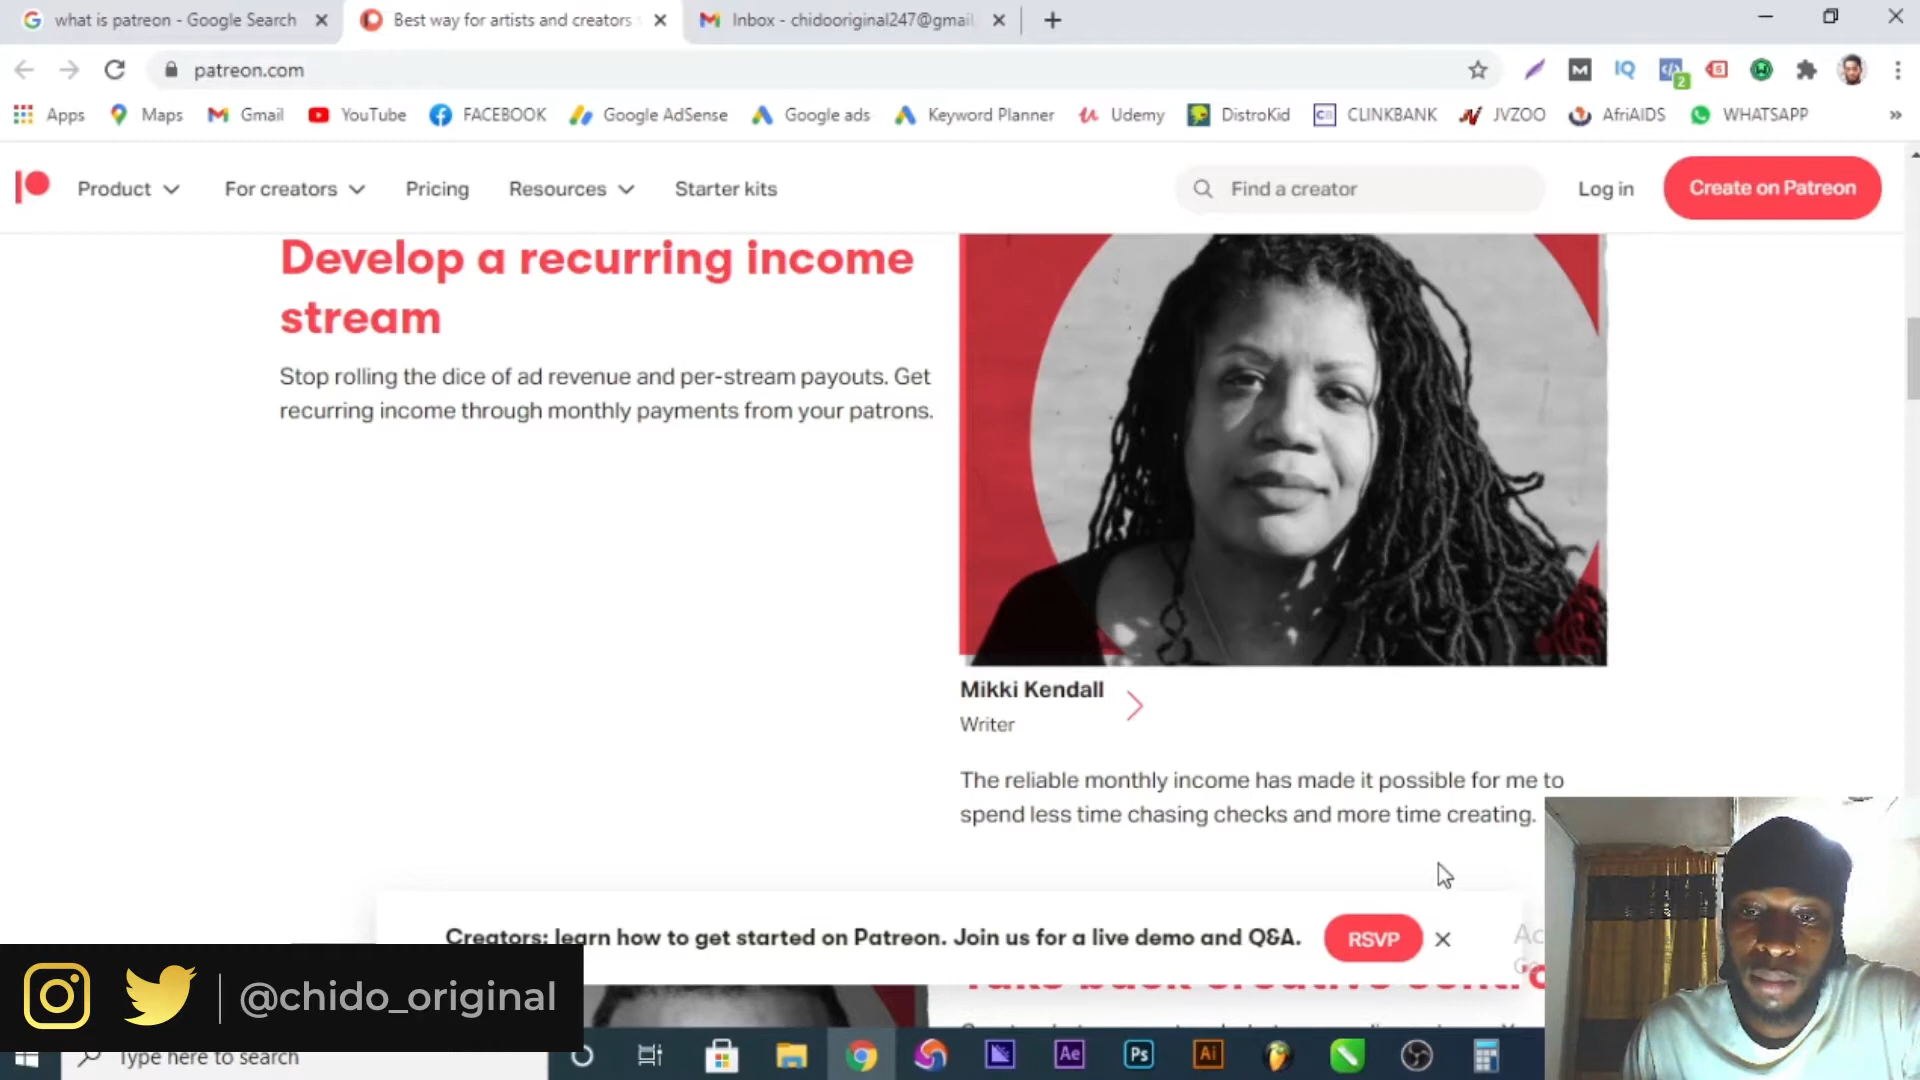 what is patreon - Google Search
Best way for artists and creators
Inbox - chidooriginal247@gmail
patreon.com
Apps
Maps
Gmail
YouTube
FACEBOOK
Google AdSense
Google ads
Keyword Planner
Udemy
DistroKid
CLINKBANK
JVZOO
AfriAIDS
WHATSAPP
Product
For creators
Pricing
Resources
Starter kits
Find a creator
Log in
Create on Patreon
Develop a recurring income
stream
Stop rolling the dice of ad revenue and per-stream payouts. Get
recurring income through monthly payments from your patrons.
Mikki Kendall
Writer
The reliable monthly income has made it possible for me to
spend less time chasing checks and more time creating.
Creators: learn how to get started on Patreon. Join us for a live demo and Q&A.
RSVP
@chido_original
Type here to search
Ae
Ps
Ai